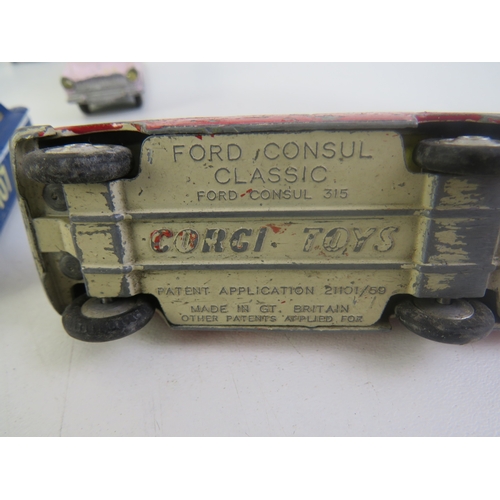 FORD CONSUL
CLASSIC
FORD CONSUL 315
CORGI TOYS
PATENT APPLICATION 21101/59
MADE IN GT. BRITAIN
OTHER PATENTS APPLIED FOR